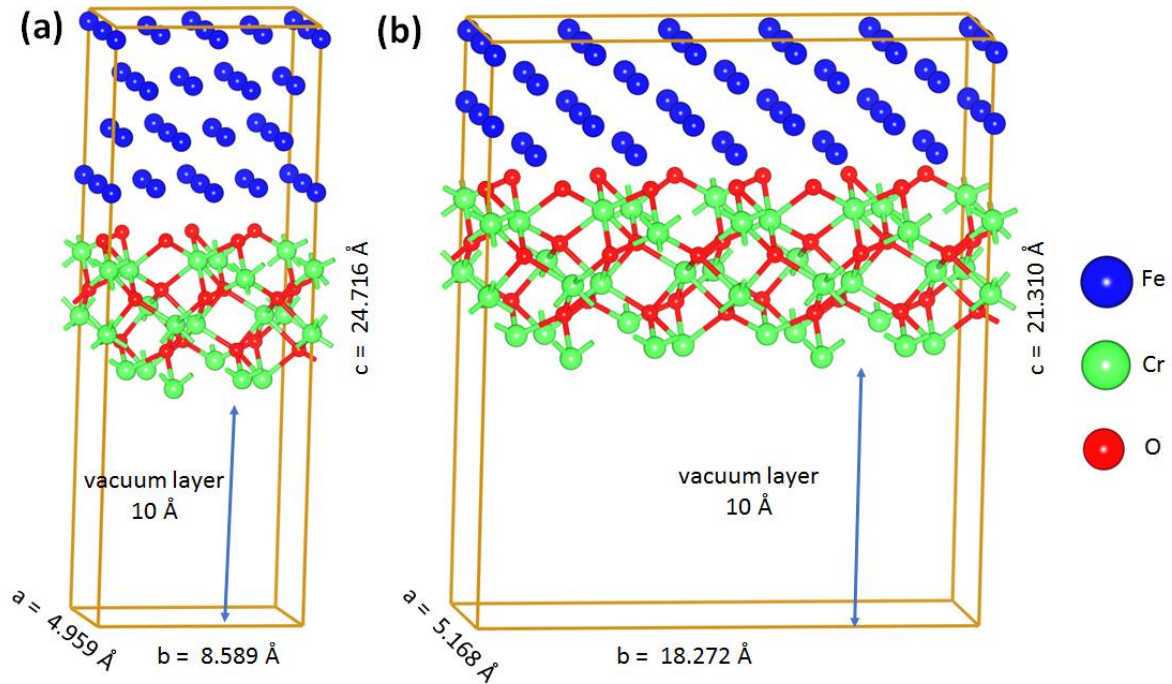 (a)
(b)
c = 24.716 Å
c = 21.310 Å
Fe
Cr
O
vacuum layer
10 Å
vacuum layer
10 Å
a = 4.959 Å
b = 8.589 Å
a = 5.168 Å
b = 18.272 Å